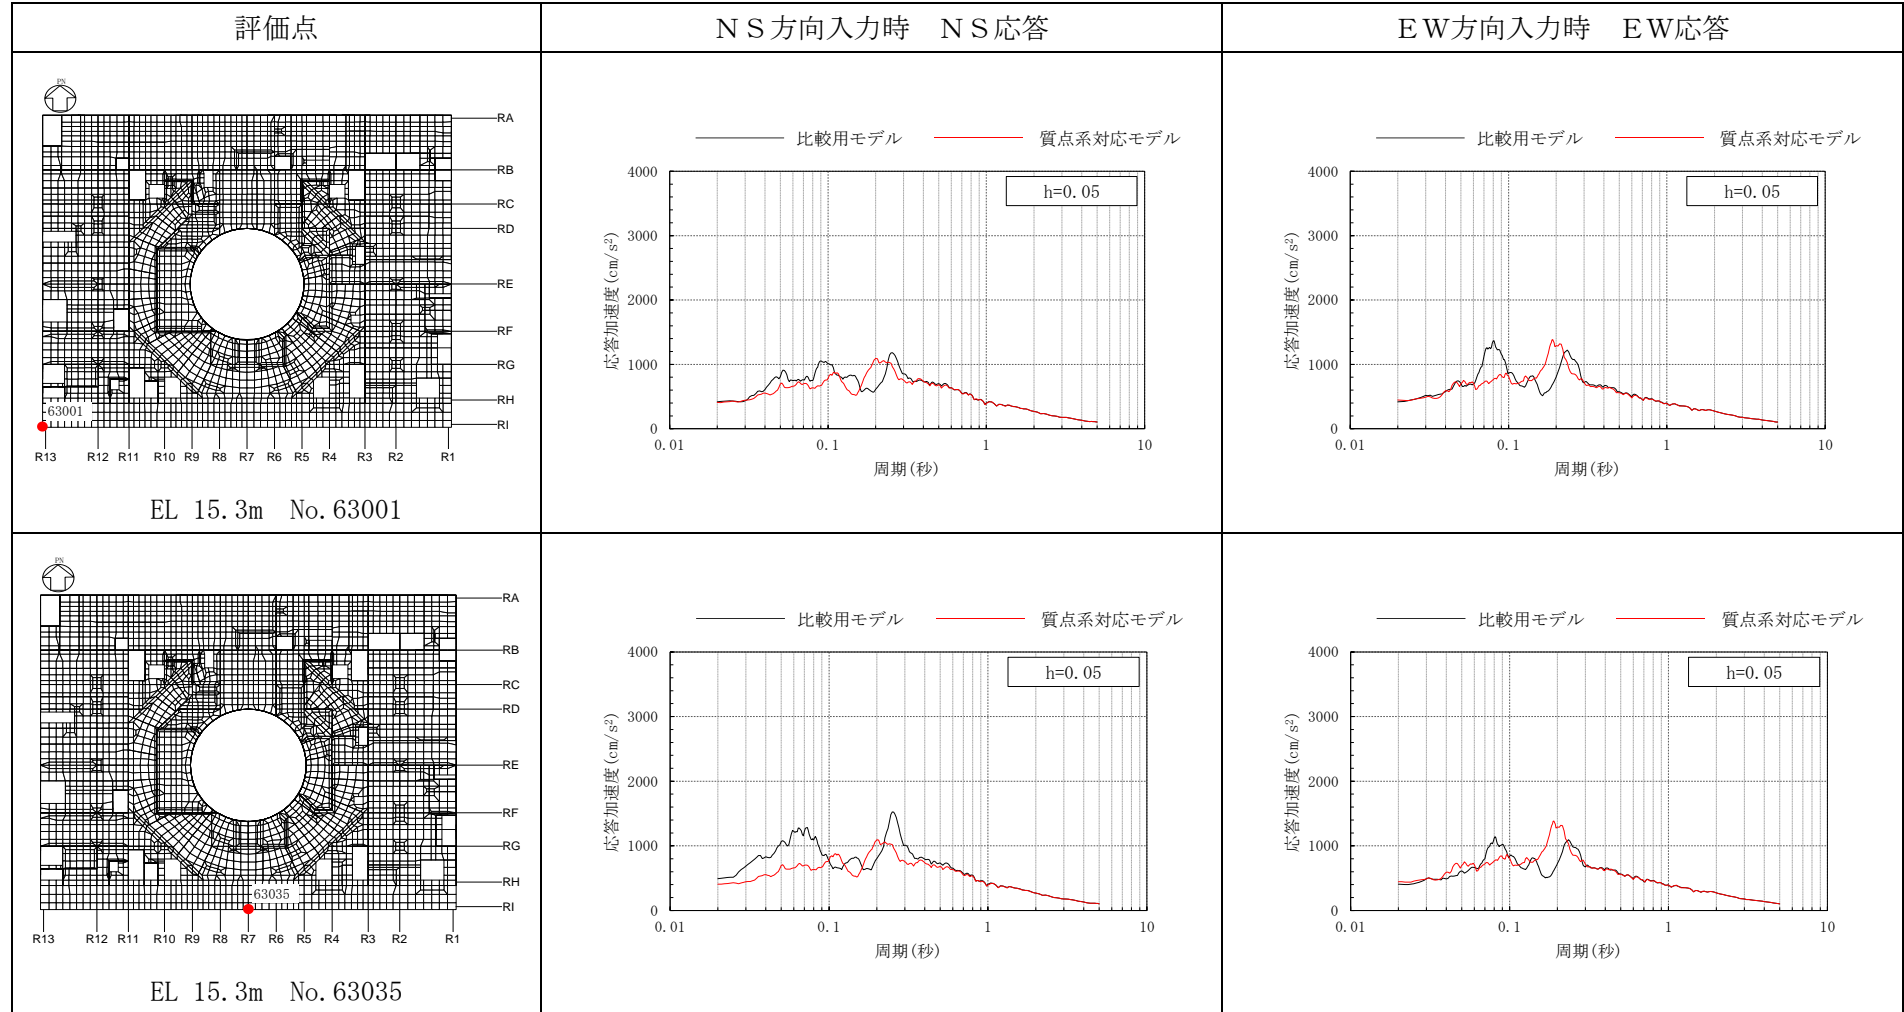 評価点
ＮＳ方向入力時　ＮＳ応答
ＥＷ方向入力時　ＥＷ応答
PN
RA
RB
RC
RD
RE
RF
RG
RH
RI
63001
R13 R12 R11 R10 R9 R8 R7 R6 R5 R4 R3 R2 R1
EL 15.3m　No.63001
比較用モデル 質点系対応モデル
h=0.05
応答加速度(cm/s²)
4000
3000
2000
1000
0
0.01 0.1 1 10
周期(秒)
比較用モデル 質点系対応モデル
h=0.05
応答加速度(cm/s²)
4000
3000
2000
1000
0
0.01 0.1 1 10
周期(秒)
PN
RA
RB
RC
RD
RE
RF
RG
RH
RI
63035
R13 R12 R11 R10 R9 R8 R7 R6 R5 R4 R3 R2 R1
EL 15.3m　No.63035
比較用モデル 質点系対応モデル
h=0.05
応答加速度(cm/s²)
4000
3000
2000
1000
0
0.01 0.1 1 10
周期(秒)
比較用モデル 質点系対応モデル
h=0.05
応答加速度(cm/s²)
4000
3000
2000
1000
0
0.01 0.1 1 10
周期(秒)